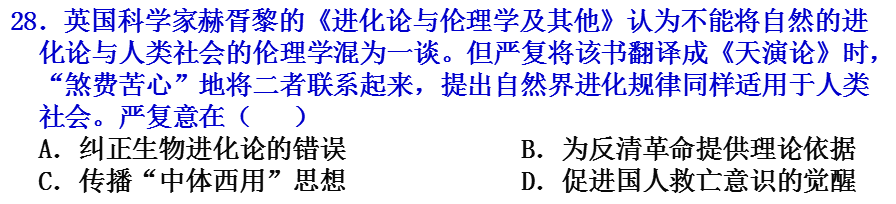 28．英国科学家赫胥黎的《进化论与伦理学及其他》认为不能将自然的进
化论与人类社会的伦理学混为一谈。但严复将该书翻译成《天演论》时，
“煞费苦心”地将二者联系起来，提出自然界进化规律同样适用于人类
社会。严复意在（　　）
A．纠正生物进化论的错误　　B．为反清革命提供理论依据
C．传播“中体西用”思想　　D．促进国人救亡意识的觉醒